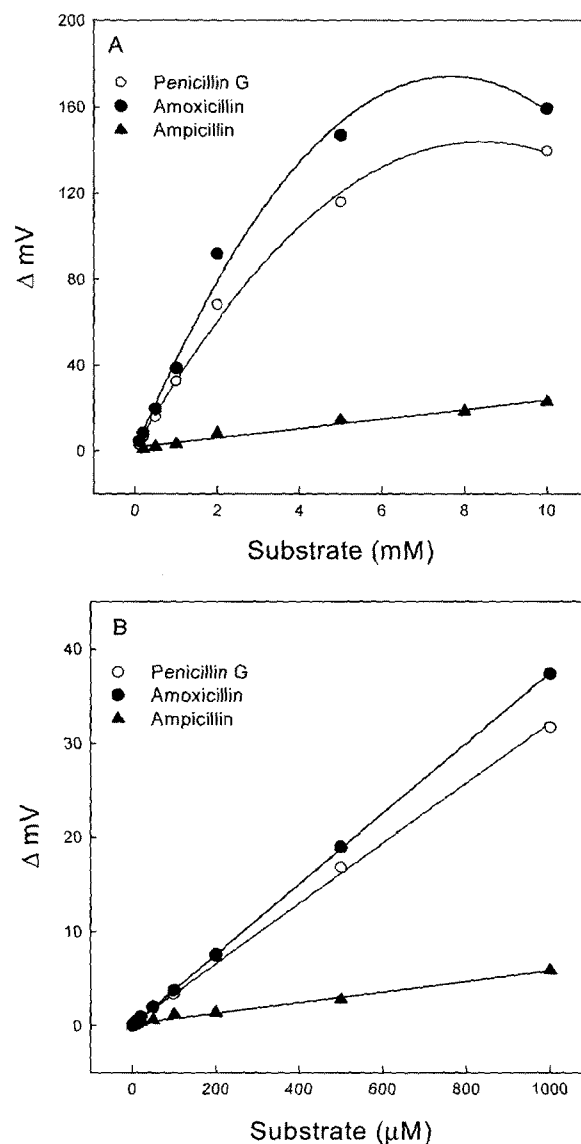 A
Penicillin G
Amoxicillin
Ampicillin
200
160
120
80
40
0
Δ mV
0 2 4 6 8 10
Substrate (mM)
B
Penicillin G
Amoxicillin
Ampicillin
40
30
20
10
0
Δ mV
0 200 400 600 800 1000
Substrate (μM)